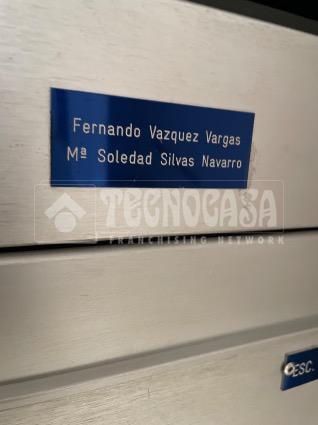 Fernando Vazquez Vargas
Mª Soledad Silvas Navarro
TECNOCASA
FRANCHISING NETWORK
ESC.